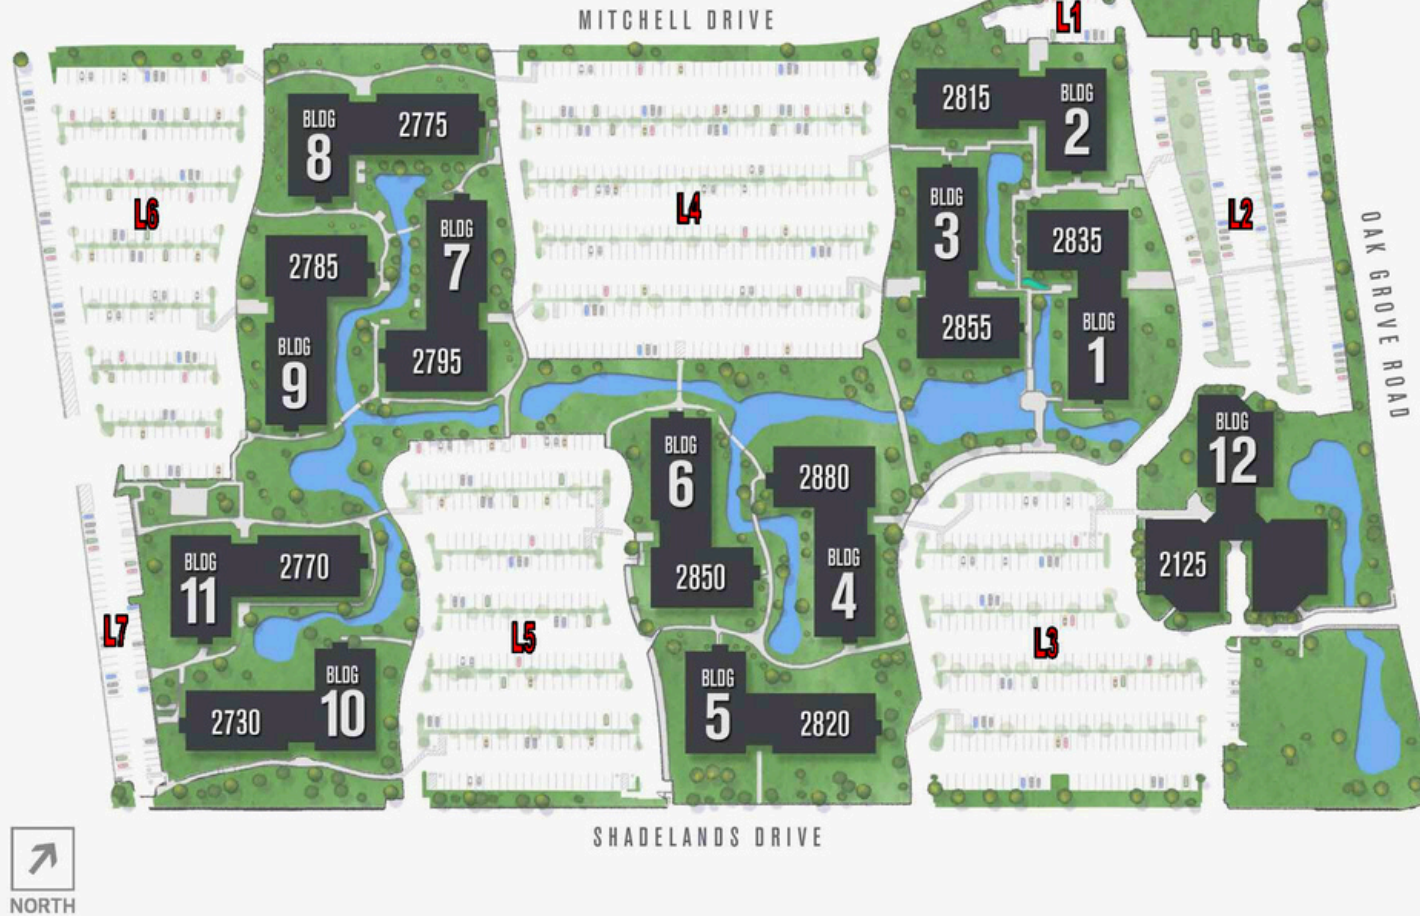 MITCHELL DRIVE
L1
BLDG
8
2775
2815
BLDG
2
L6
L4
L2
BLDG
7
BLDG
3
2835
2785
BLDG
9
2795
2855
BLDG
1
OAK GROVE ROAD
BLDG
6
2880
BLDG
12
BLDG
11
2770
2850
BLDG
4
2125
L7
L5
L3
BLDG
10
2730
BLDG
5
2820
SHADELANDS DRIVE
NORTH